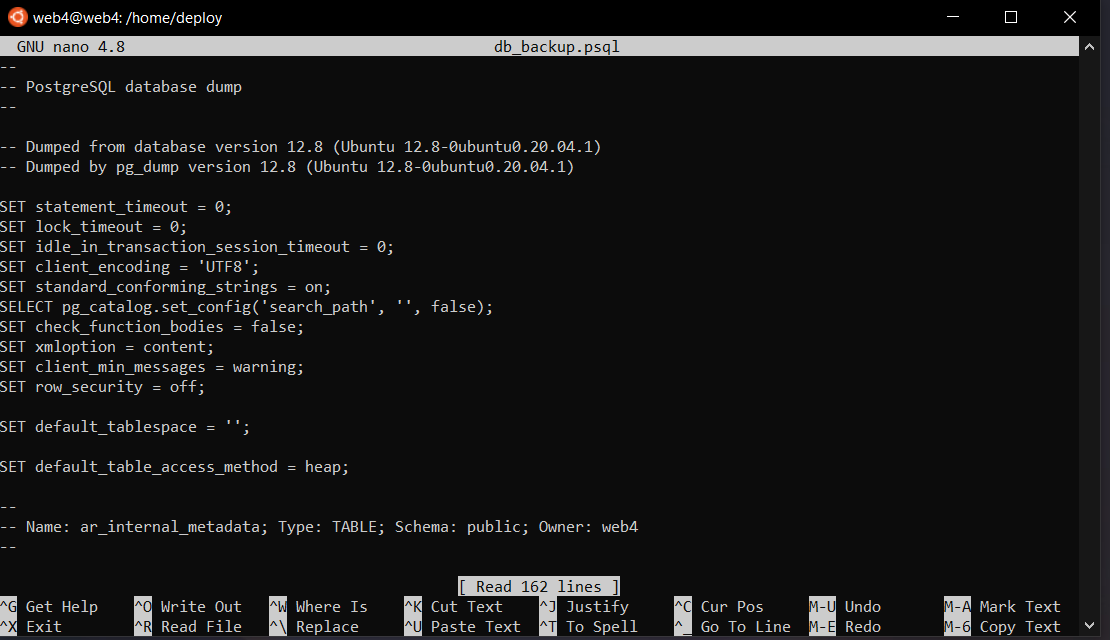 web4@web4: /home/deploy
GNU nano 4.8 db_backup.psql
--
-- PostgreSQL database dump
--
-- Dumped from database version 12.8 (Ubuntu 12.8-0ubuntu0.20.04.1)
-- Dumped by pg_dump version 12.8 (Ubuntu 12.8-0ubuntu0.20.04.1)
SET statement_timeout = 0;
SET lock_timeout = 0;
SET idle_in_transaction_session_timeout = 0;
SET client_encoding = 'UTF8';
SET standard_conforming_strings = on;
SELECT pg_catalog.set_config('search_path', '', false);
SET check_function_bodies = false;
SET xmloption = content;
SET client_min_messages = warning;
SET row_security = off;
SET default_tablespace = '';
SET default_table_access_method = heap;
--
-- Name: ar_internal_metadata; Type: TABLE; Schema: public; Owner: web4
--
[ Read 162 lines ]
^G Get Help ^O Write Out ^W Where Is ^K Cut Text ^J Justify ^C Cur Pos M-U Undo M-A Mark Text
^X Exit ^R Read File ^\ Replace ^U Paste Text ^T To Spell ^_ Go To Line M-E Redo M-6 Copy Text